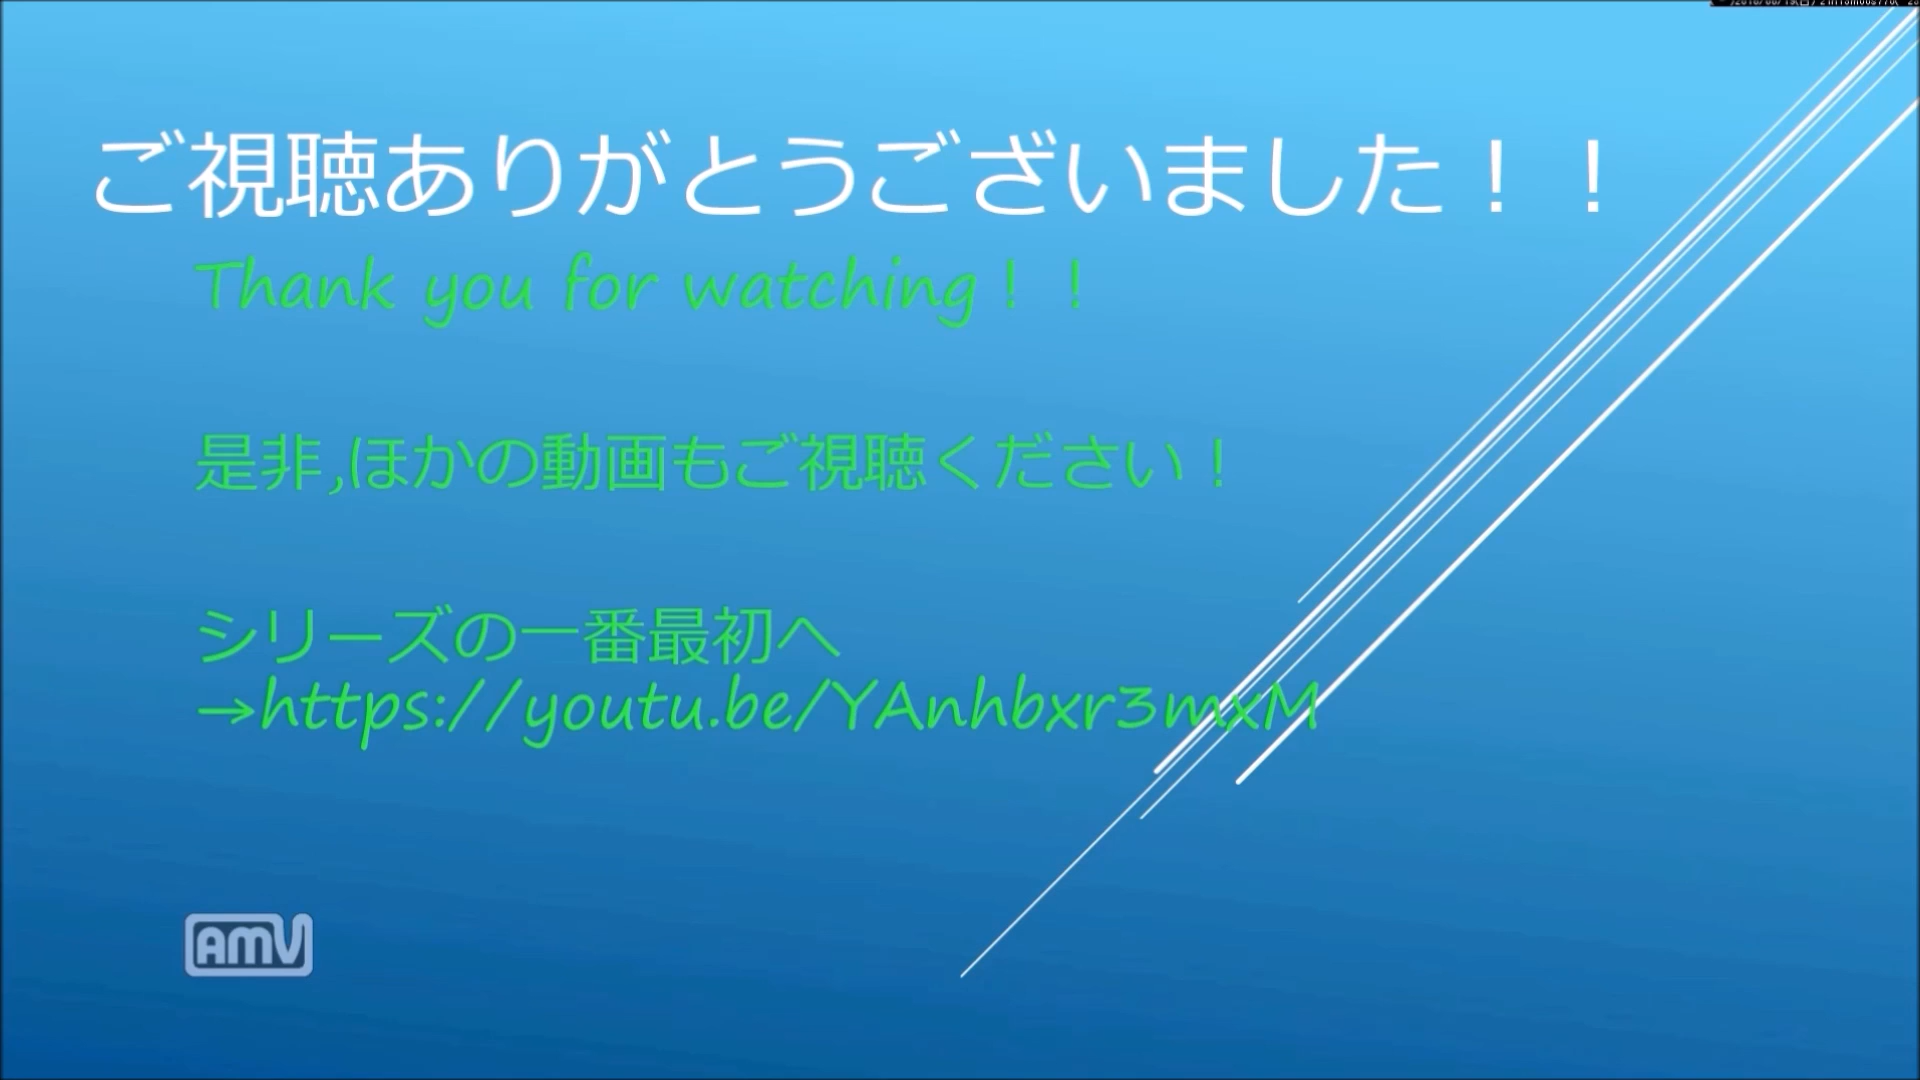 ご視聴ありがとうございました！！
Thank you for watching！！
是非,ほかの動画もご視聴ください！
シリーズの一番最初へ
→https://youtu.be/YAnhbxr3mxM
AMV